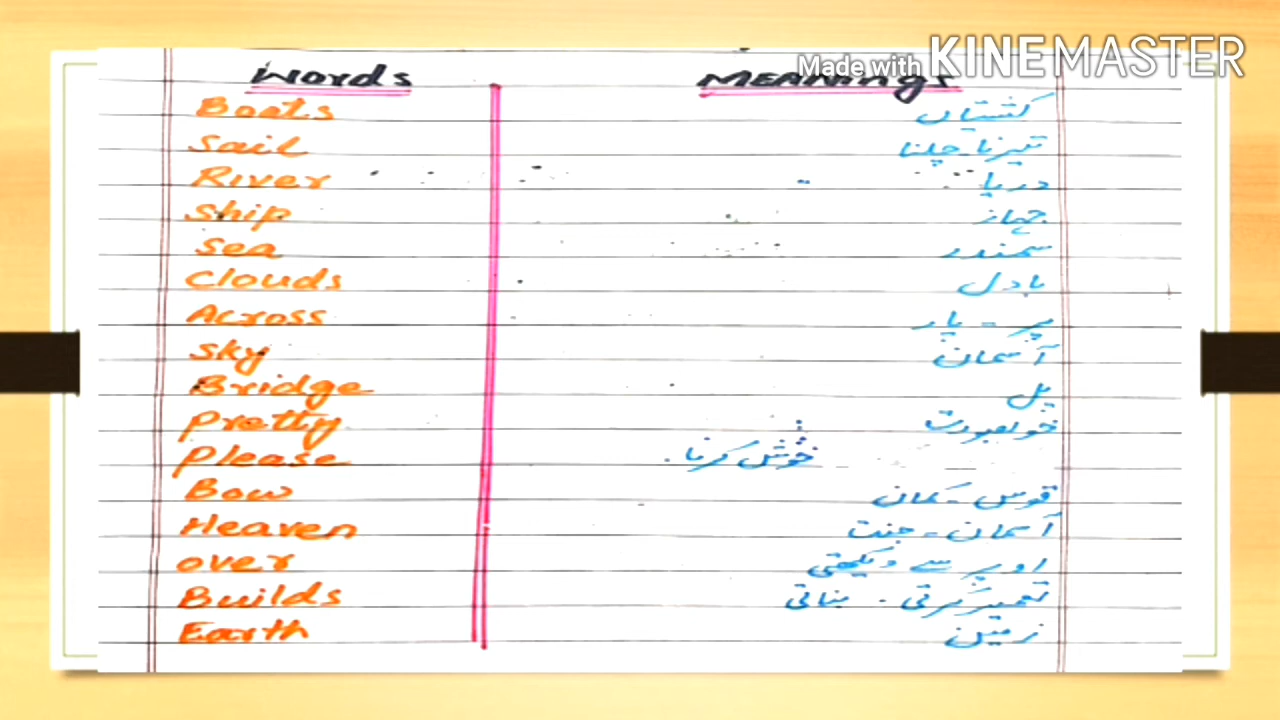 Made with KINEMASTER
Words Meanings
Boats کشتیاں
Sail تیرنا۔چلنا
River دریا
Ship جہاز
Sea سمندر
Clouds بادل
Across پر۔ پار
Sky آسمان
Bridge پل
Pretty خوبصورت
Please خوش کرنا۔
Bow قوس۔کمان
Heaven آسمان۔جنت
over اوپر سے دیکھتی
Builds تعمیر کرتی۔ بناتی
Earth زمین